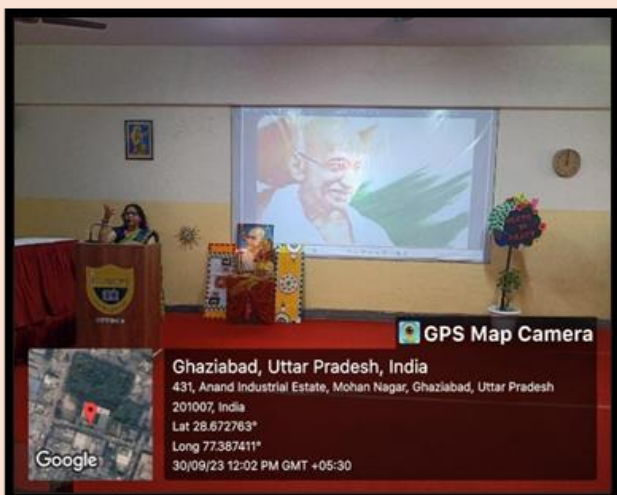 GPS Map Camera
Ghaziabad, Uttar Pradesh, India
431, Anand Industrial Estate, Mohan Nagar, Ghaziabad, Uttar Pradesh
201007, India
Lat 28.672763°
Long 77.387411°
30/09/23 12:02 PM GMT +05:30
Google